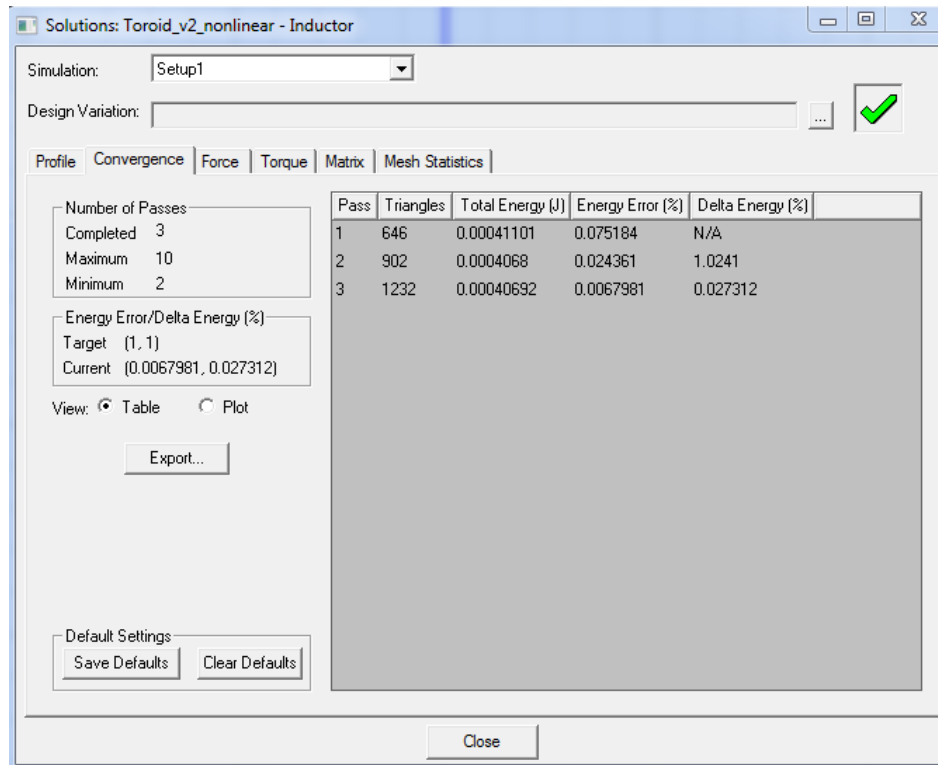 Solutions: Toroid_v2_nonlinear - Inductor
Simulation: Setup1
Design Variation: ...
Profile Convergence Force Torque Matrix Mesh Statistics
Number of Passes
Completed 3
Maximum 10
Minimum 2
Energy Error/Delta Energy (%)
Target (1, 1)
Current (0.0067981, 0.027312)
View: Table Plot
Export...
Default Settings
Save Defaults Clear Defaults
Pass Triangles Total Energy (J) Energy Error (%) Delta Energy (%)
1 646 0.00041101 0.075184 N/A
2 902 0.0004068 0.024361 1.0241
3 1232 0.00040692 0.0067981 0.027312
Close